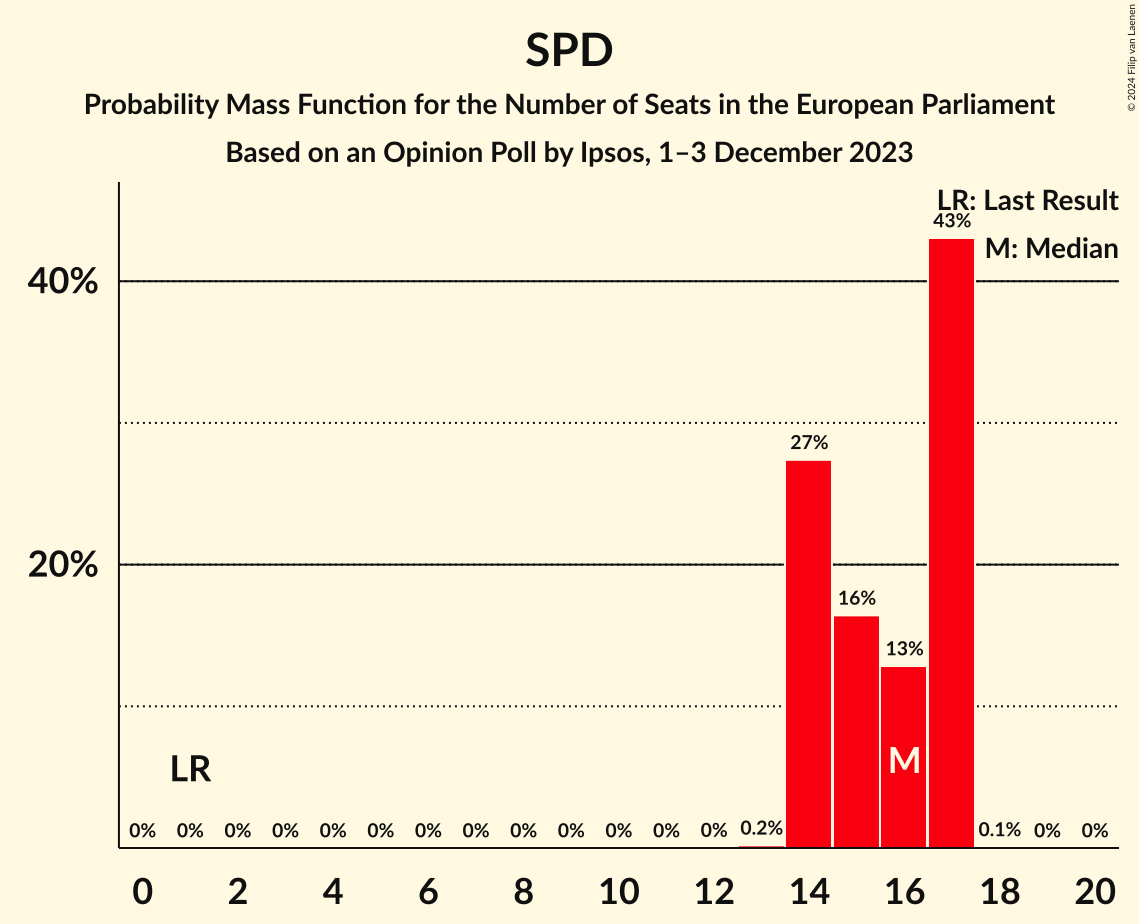 SPD
Probability Mass Function for the Number of Seats in the European Parliament
Based on an Opinion Poll by Ipsos, 1–3 December 2023
© 2024 Filip van Laenen
LR: Last Result
M: Median
43%
40%
27%
20%
16%
13%
LR
M
0% 0% 0% 0% 0% 0% 0% 0% 0% 0% 0% 0% 0% 0.2% 0.1% 0% 0%
0 2 4 6 8 10 12 14 16 18 20